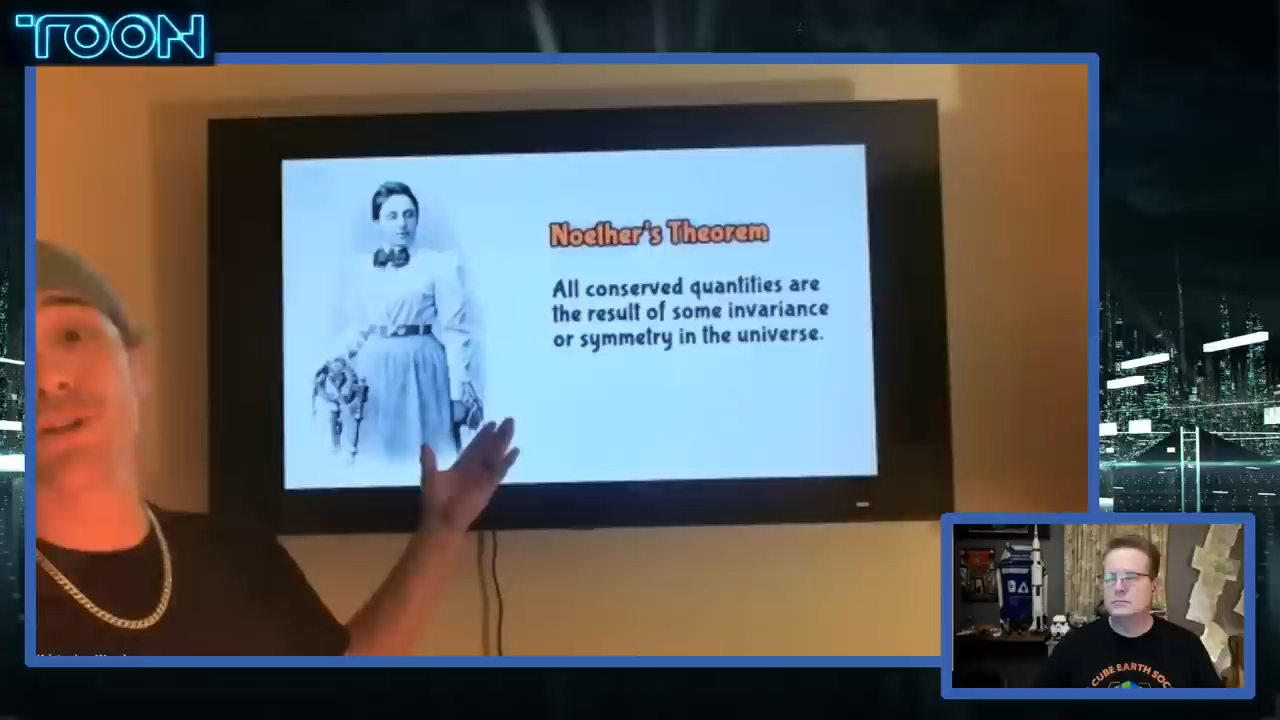 TOON
Noelher's Theorem
All conserved quantities are
the result of some invariance
or symmetry in the universe.
CUBE EARTH SOC